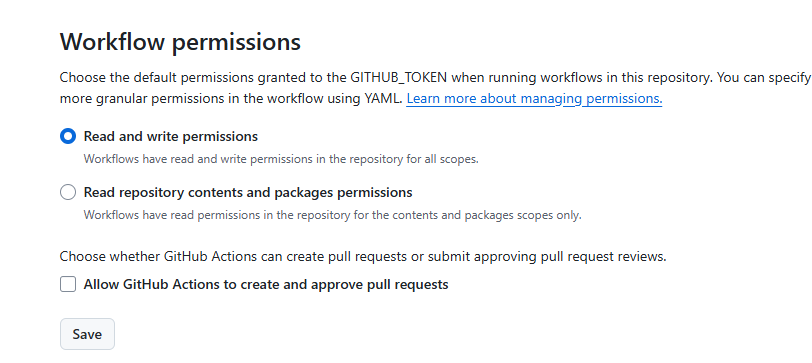 Workflow permissions
Choose the default permissions granted to the GITHUB_TOKEN when running workflows in this repository. You can specify
more granular permissions in the workflow using YAML. Learn more about managing permissions.
Read and write permissions
Workflows have read and write permissions in the repository for all scopes.
Read repository contents and packages permissions
Workflows have read permissions in the repository for the contents and packages scopes only.
Choose whether GitHub Actions can create pull requests or submit approving pull request reviews.
Allow GitHub Actions to create and approve pull requests
Save